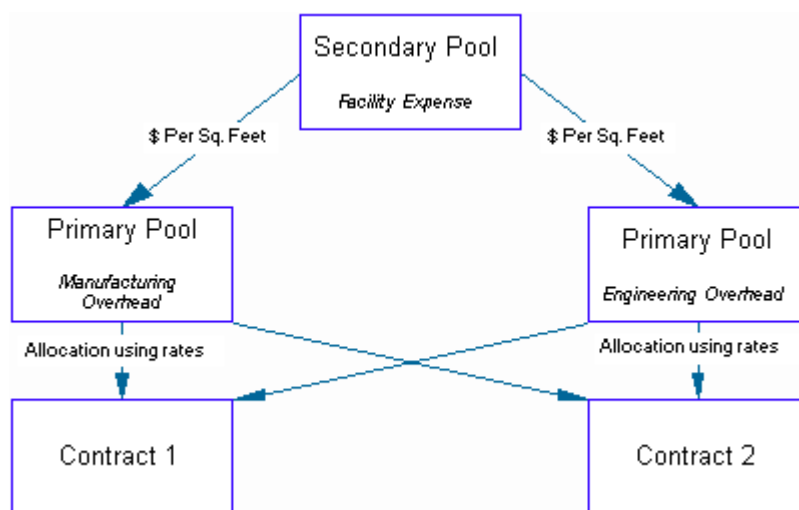 Secondary Pool
Facility Expense
$ Per Sq. Feet
$ Per Sq. Feet
Primary Pool
Manufacturing
Overhead
Primary Pool
Engineering Overhead
Allocation using rates
Allocation using rates
Contract 1
Contract 2